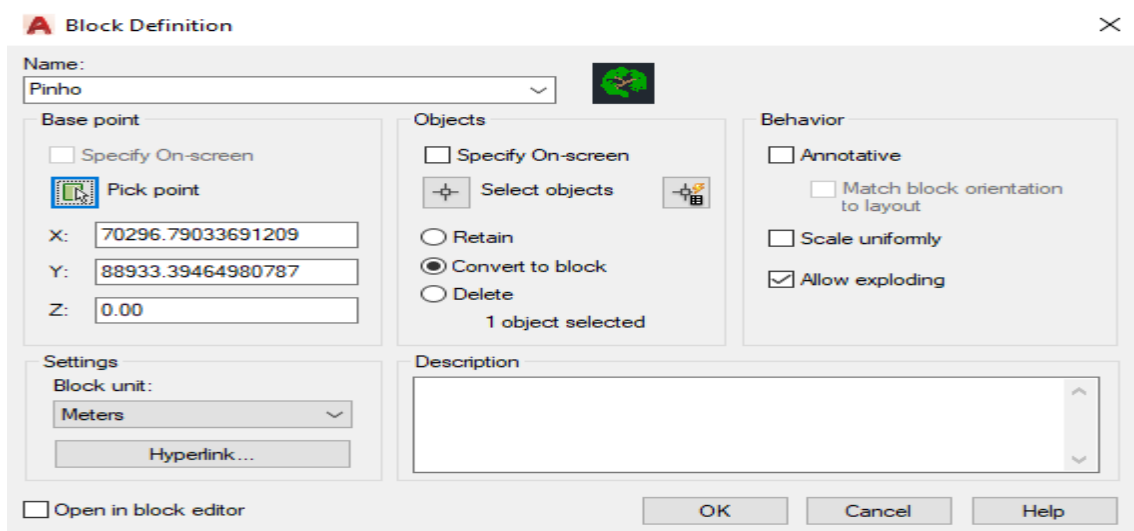 Block Definition
Name:
Pinho
Base point
Specify On-screen
Pick point
X: 70296.79033691209
Y: 88933.39464980787
Z: 0.00
Objects
Specify On-screen
Select objects
Retain
Convert to block
Delete
1 object selected
Behavior
Annotative
Match block orientation
to layout
Scale uniformly
Allow exploding
Settings
Block unit:
Meters
Hyperlink...
Description
Open in block editor
OK
Cancel
Help